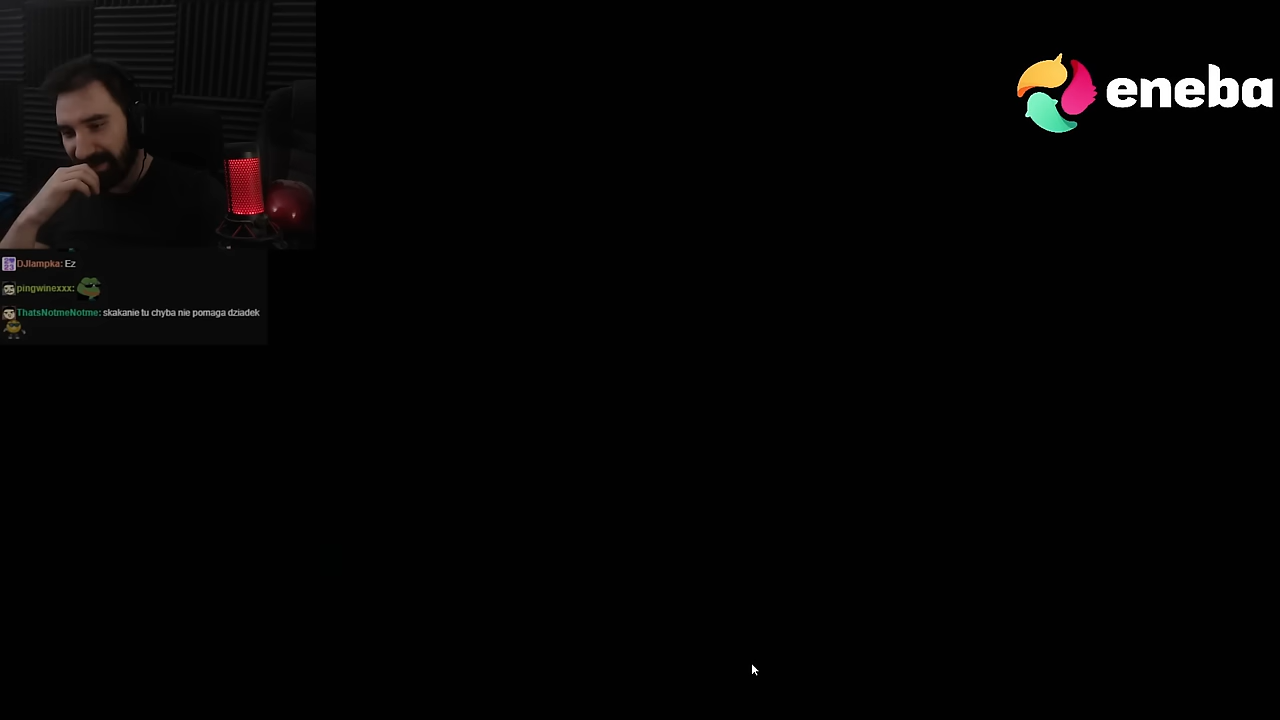 eneba
DJlampka: Ez
pingwinexxx:
ThatsNotmeNotme: skakanie tu chyba nie pomaga dziadek